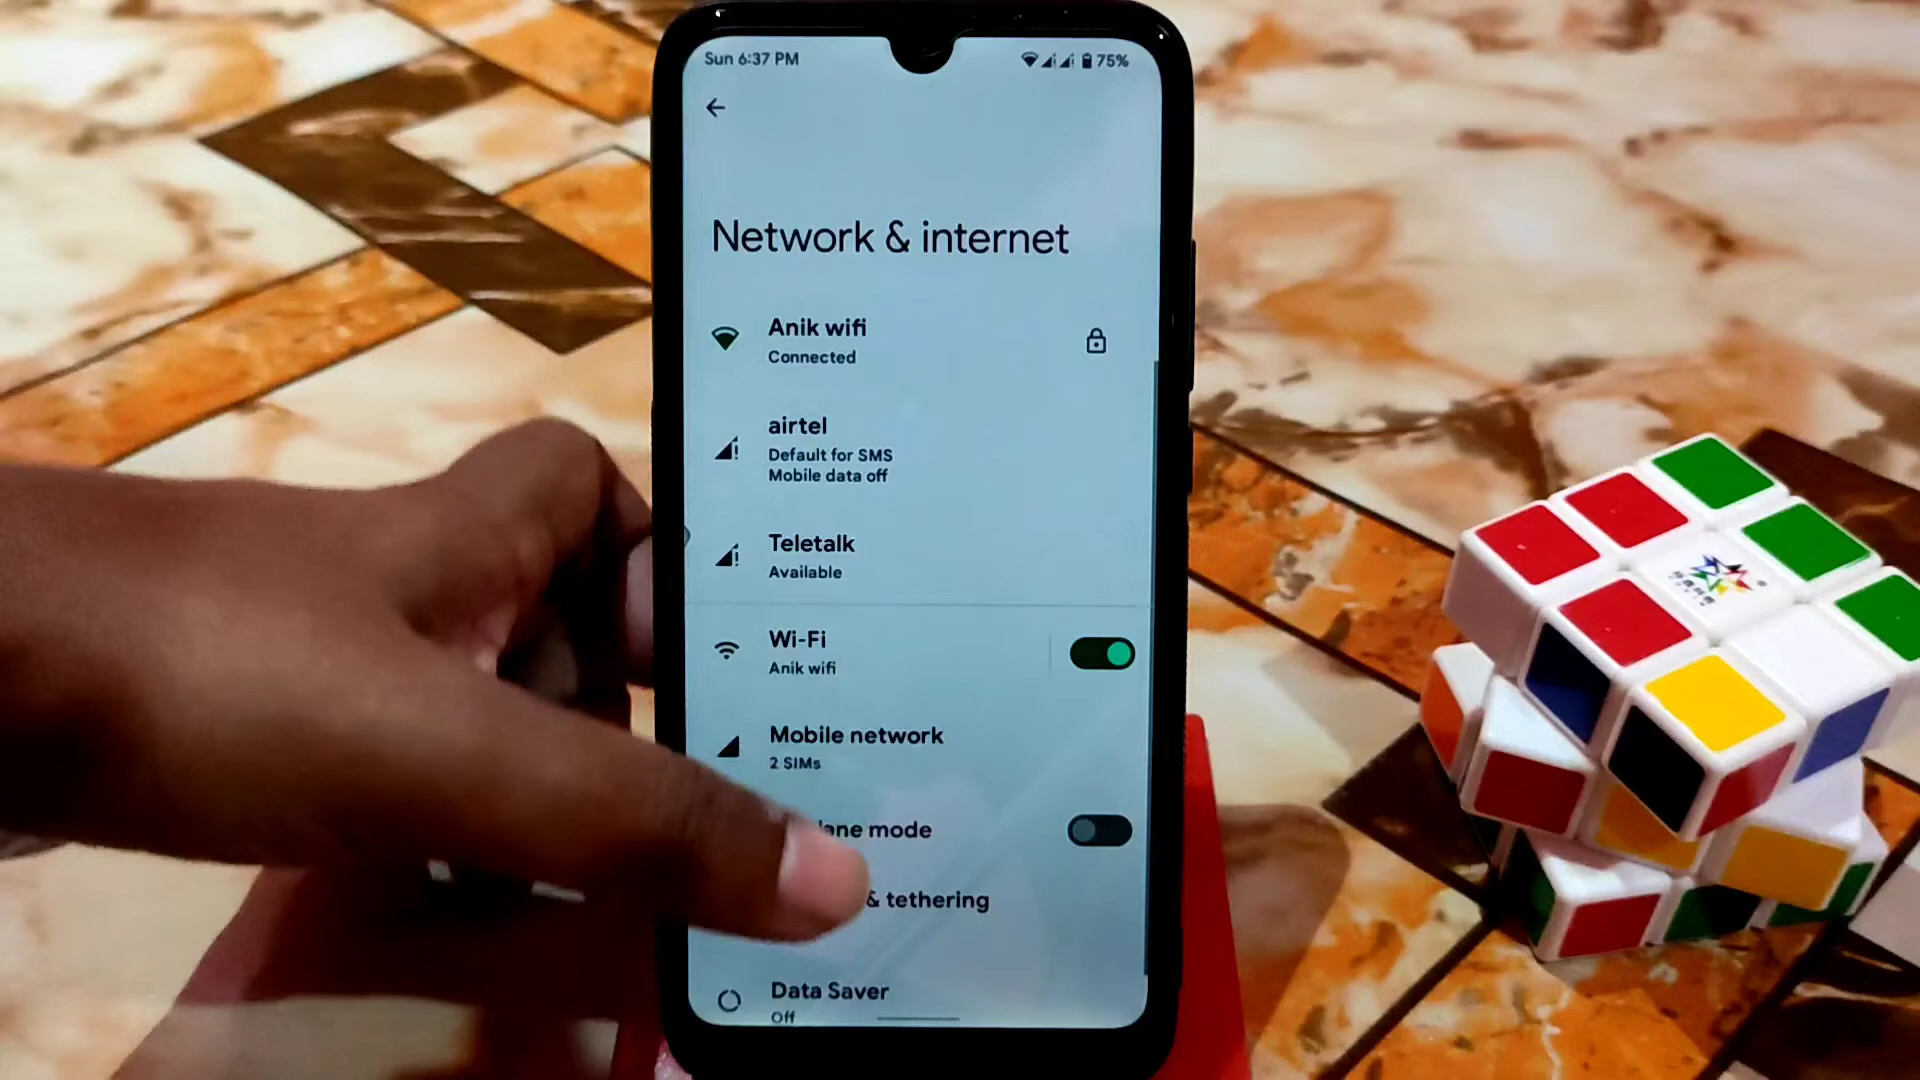 Sun 6:37 PM
75%
Network & internet
Anik wifi
Connected
airtel
Default for SMS
Mobile data off
Teletalk
Available
Wi-Fi
Anik wifi
Mobile network
2 SIMs
mode
& tethering
Data Saver
Off